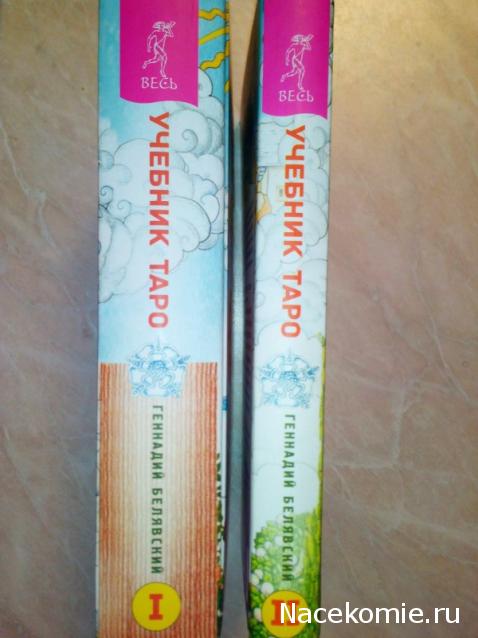 ВЕСЬ
УЧЕБНИК ТАРО
ГЕННАДИЙ БЕЛЯВСКИЙ
I
ВЕСЬ
УЧЕБНИК ТАРО
ГЕННАДИЙ БЕЛЯВСКИЙ
II
Nacekomie.ru